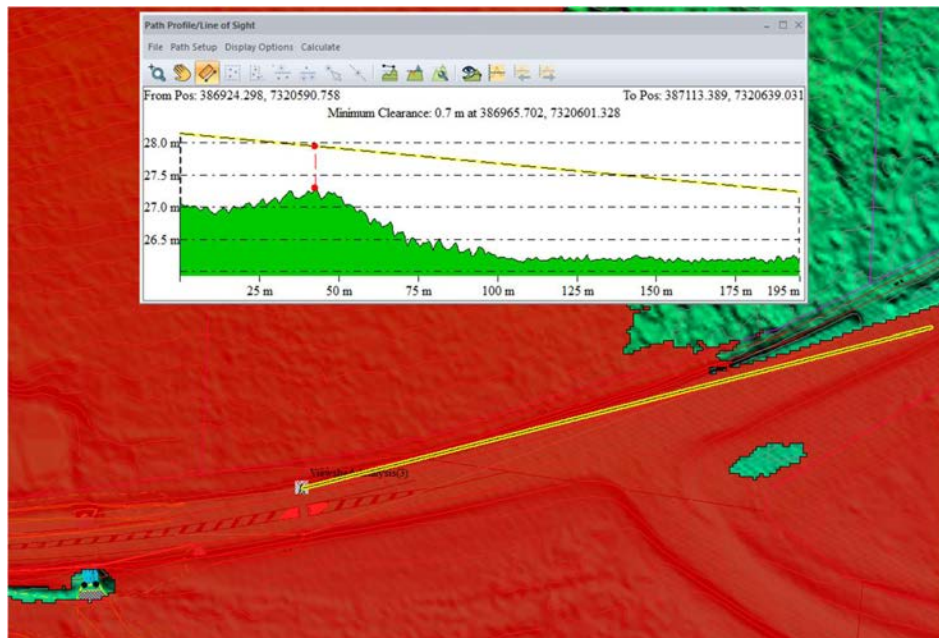 Path Profile/Line of Sight
File Path Setup Display Options Calculate
From Pos: 386924.298, 7320590.758 To Pos: 387113.389, 7320639.031
Minimum Clearance: 0.7 m at 386965.702, 7320601.328
28.0 m
27.5 m
27.0 m
26.5 m
25 m 50 m 75 m 100 m 125 m 150 m 175 m 195 m